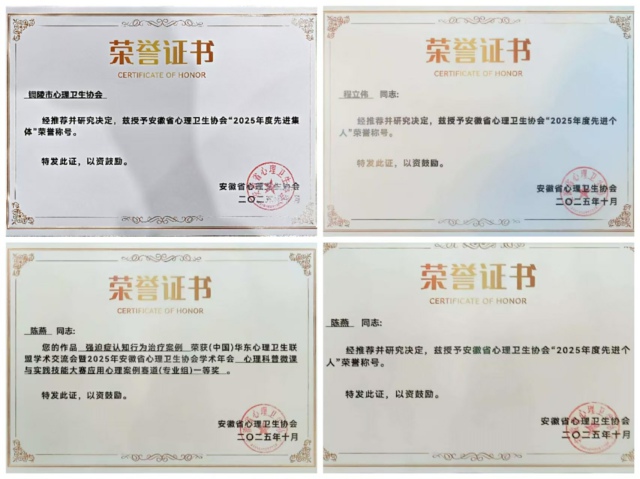 荣誉证书
CERTIFICATE OF HONOR
铜陵市心理卫生协会
经推荐并研究决定，兹授予安徽省心理卫生协会“2025年度先进集
体”荣誉称号。
特发此证，以资鼓励。
安徽省心理卫生协会
二〇二五年十月
荣誉证书
CERTIFICATE OF HONOR
程立伟 同志：
经推荐并研究决定，兹授予安徽省心理卫生协会“2025年度先进个
人”荣誉称号。
特发此证，以资鼓励。
安徽省心理卫生协会
二〇二五年十月
荣誉证书
CERTIFICATE OF HONOR
陈燕 同志：
您的作品 强迫症认知行为治疗案例 荣获(中国)华东心理卫生联
盟学术交流会暨2025年安徽省心理卫生协会学术年会 心理科普微课
与实践技能大赛应用心理案例赛道(专业组)一等奖 。
特发此证，以资鼓励。
安徽省心理卫生协会
二〇二五年十月
荣誉证书
CERTIFICATE OF HONOR
陈燕 同志：
经推荐并研究决定，兹授予安徽省心理卫生协会“2025年度先进个
人”荣誉称号。
特发此证，以资鼓励。
安徽省心理卫生协会
二〇二五年十月